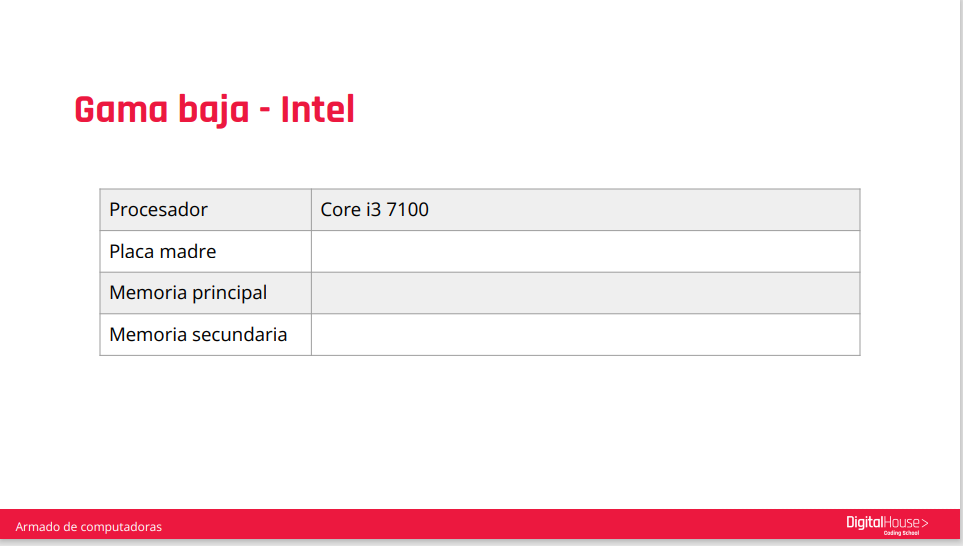 Gama baja - Intel
Procesador Core i3 7100
Placa madre
Memoria principal
Memoria secundaria
Armado de computadoras
DigitalHouse>
Coding School